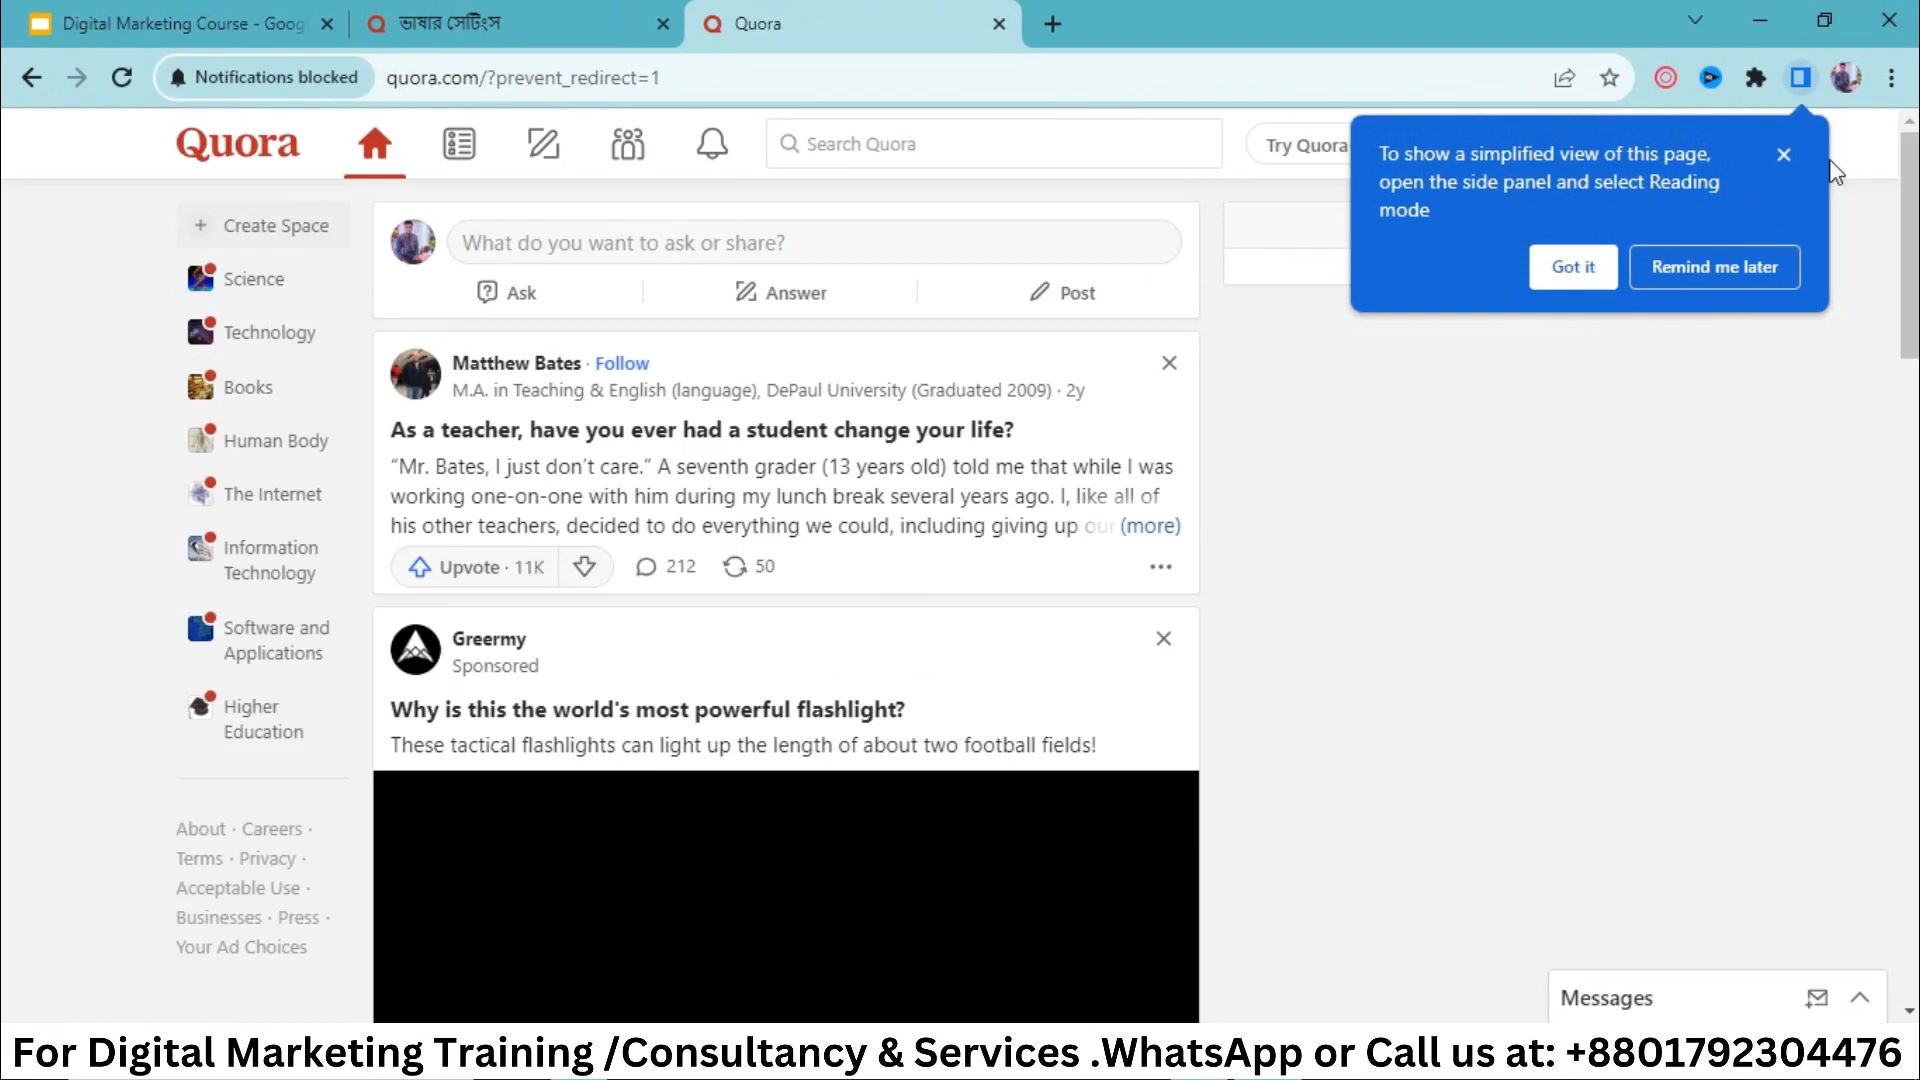 Digital Marketing Course - Goog
ভাষার সেটিংস
Quora
Notifications blocked
quora.com/?prevent_redirect=1
Quora
Search Quora
Try Quora
To show a simplified view of this page,
open the side panel and select Reading
mode
Got it
Remind me later
+ Create Space
Science
Technology
Books
Human Body
The Internet
Information
Technology
Software and
Applications
Higher
Education
About · Careers ·
Terms · Privacy ·
Acceptable Use ·
Businesses · Press ·
Your Ad Choices
What do you want to ask or share?
Ask
Answer
Post
Matthew Bates · Follow
M.A. in Teaching & English (language), DePaul University (Graduated 2009) · 2y
As a teacher, have you ever had a student change your life?
“Mr. Bates, I just don’t care.” A seventh grader (13 years old) told me that while I was
working one-on-one with him during my lunch break several years ago. I, like all of
his other teachers, decided to do everything we could, including giving up our (more)
Upvote · 11K
212
50
Greermy
Sponsored
Why is this the world's most powerful flashlight?
These tactical flashlights can light up the length of about two football fields!
Messages
For Digital Marketing Training /Consultancy & Services .WhatsApp or Call us at: +8801792304476